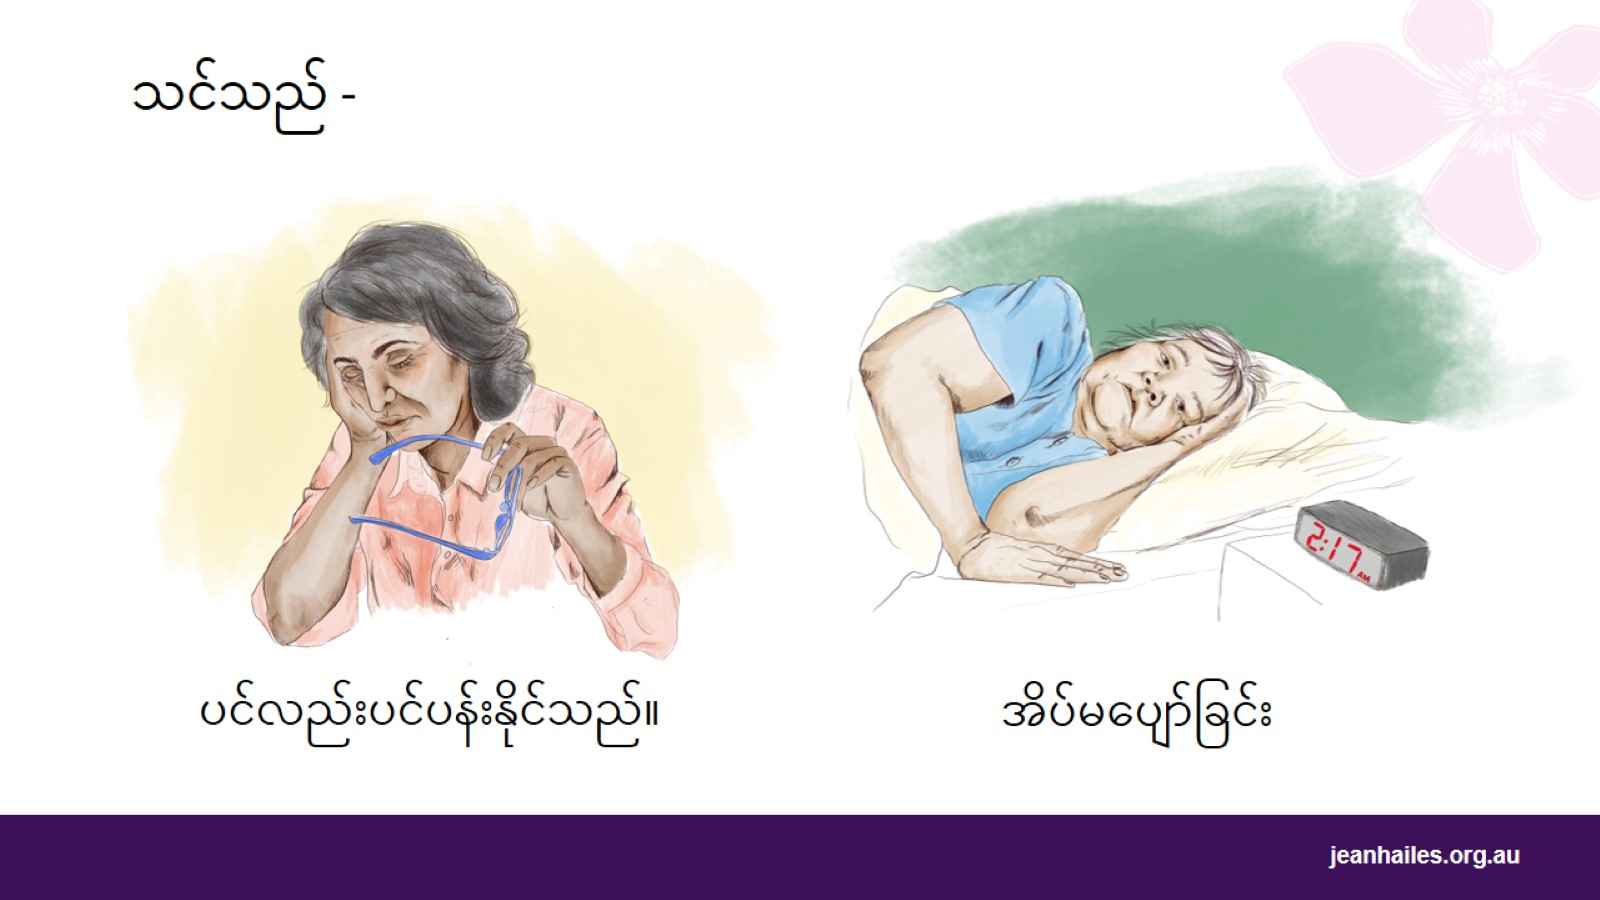 သင်သည် -
ပင်လည်းပင်ပန်းနိုင်သည်။
အိပ်မပျော်ခြင်း
2:17 AM
jeanhailes.org.au